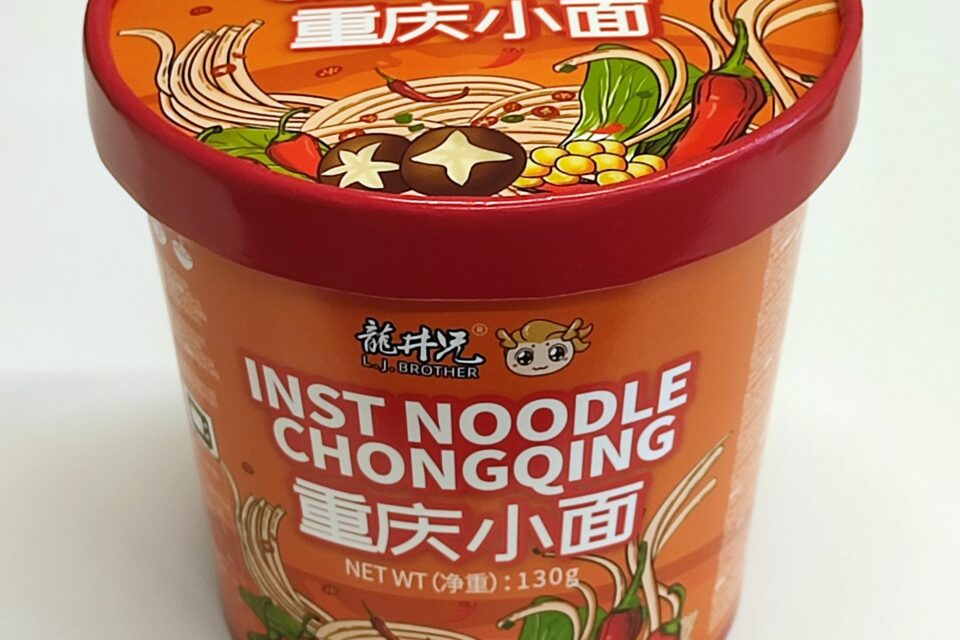 重庆小面
龍井兄®
L.J. BROTHER
INST NOODLE
CHONGQING
重庆小面
NET WT (净重) : 130g